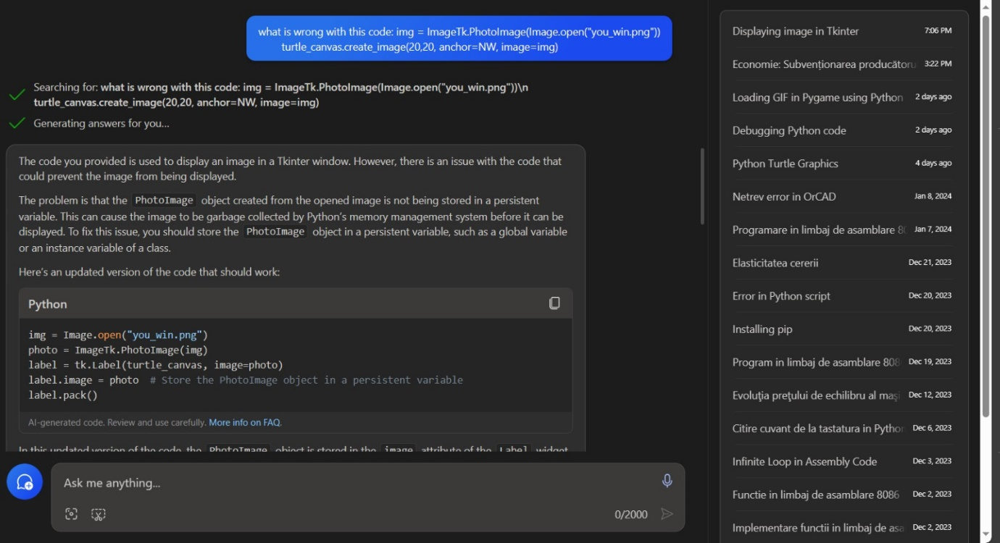 what is wrong with this code: img = ImageTk.PhotoImage(Image.open("you_win.png"))
turtle_canvas.create_image(20,20, anchor=NW, image=img)
Searching for: what is wrong with this code: img = ImageTk.PhotoImage(Image.open("you_win.png"))\n
turtle_canvas.create_image(20,20, anchor=NW, image=img)
Generating answers for you...
The code you provided is used to display an image in a Tkinter window. However, there is an issue with the code that
could prevent the image from being displayed.
The problem is that the PhotoImage object created from the opened image is not being stored in a persistent
variable. This can cause the image to be garbage collected by Python's memory management system before it can be
displayed. To fix this issue, you should store the PhotoImage object in a persistent variable, such as a global variable
or an instance variable of a class.
Here's an updated version of the code that should work:
Python
img = Image.open("you_win.png")
photo = ImageTk.PhotoImage(img)
label = tk.Label(turtle_canvas, image=photo)
label.image = photo # Store the PhotoImage object in a persistent variable
label.pack()
AI-generated code. Review and use carefully. More info on FAQ.
In this updated version of the code, the PhotoImage object is stored in the image attribute of the Label widget
Ask me anything...
0/2000
Displaying image in Tkinter 7:06 PM
Economie: Subvenționarea producătoru 3:22 PM
Loading GIF in Pygame using Python 2 days ago
Debugging Python code 2 days ago
Python Turtle Graphics 4 days ago
Netrev error in OrCAD Jan 8, 2024
Programare in limbaj de asamblare 80 Jan 7, 2024
Elasticitatea cererii Dec 21, 2023
Error in Python script Dec 20, 2023
Installing pip Dec 20, 2023
Program in limbaj de asamblare 808 Dec 19, 2023
Evoluţia preţului de echilibru al maşi Dec 12, 2023
Citire cuvant de la tastatura in Python Dec 6, 2023
Infinite Loop in Assembly Code Dec 3, 2023
Functie in limbaj de asamblare 8086 Dec 2, 2023
Implementare functii in limbaj de asa Dec 2, 2023